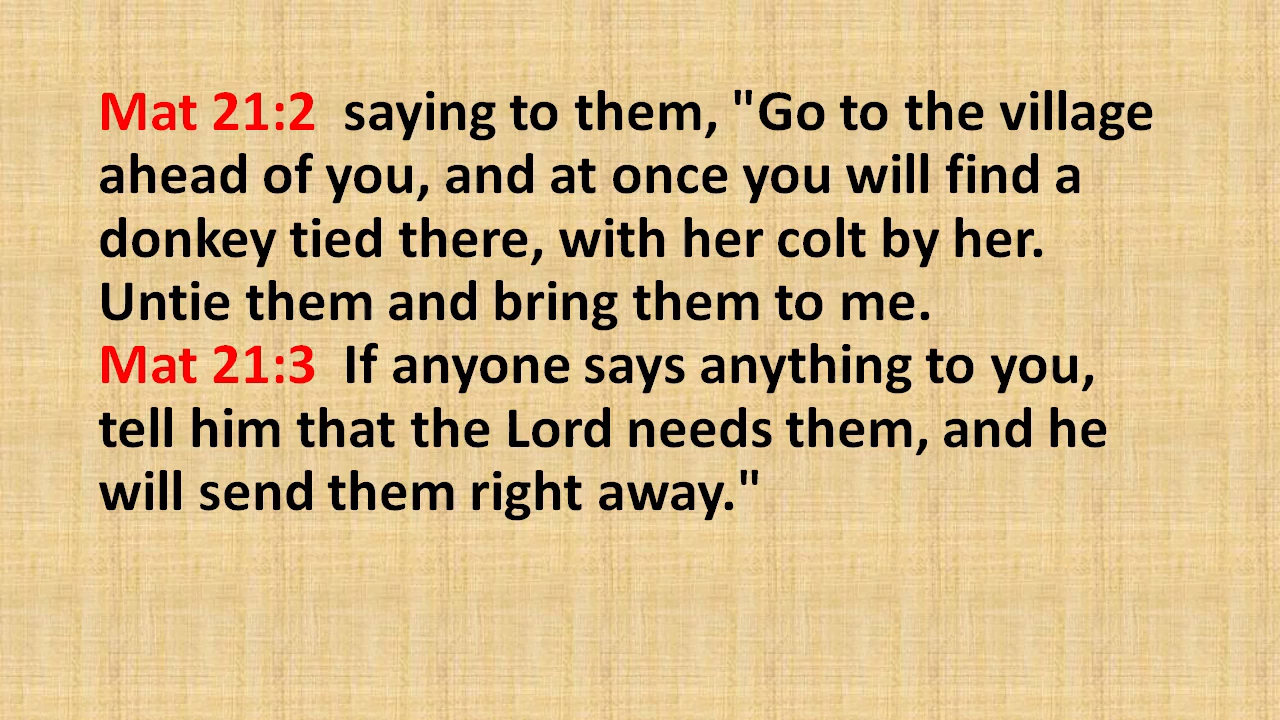 Mat 21:2  saying to them, "Go to the village
ahead of you, and at once you will find a
donkey tied there, with her colt by her.
Untie them and bring them to me.
Mat 21:3  If anyone says anything to you,
tell him that the Lord needs them, and he
will send them right away."